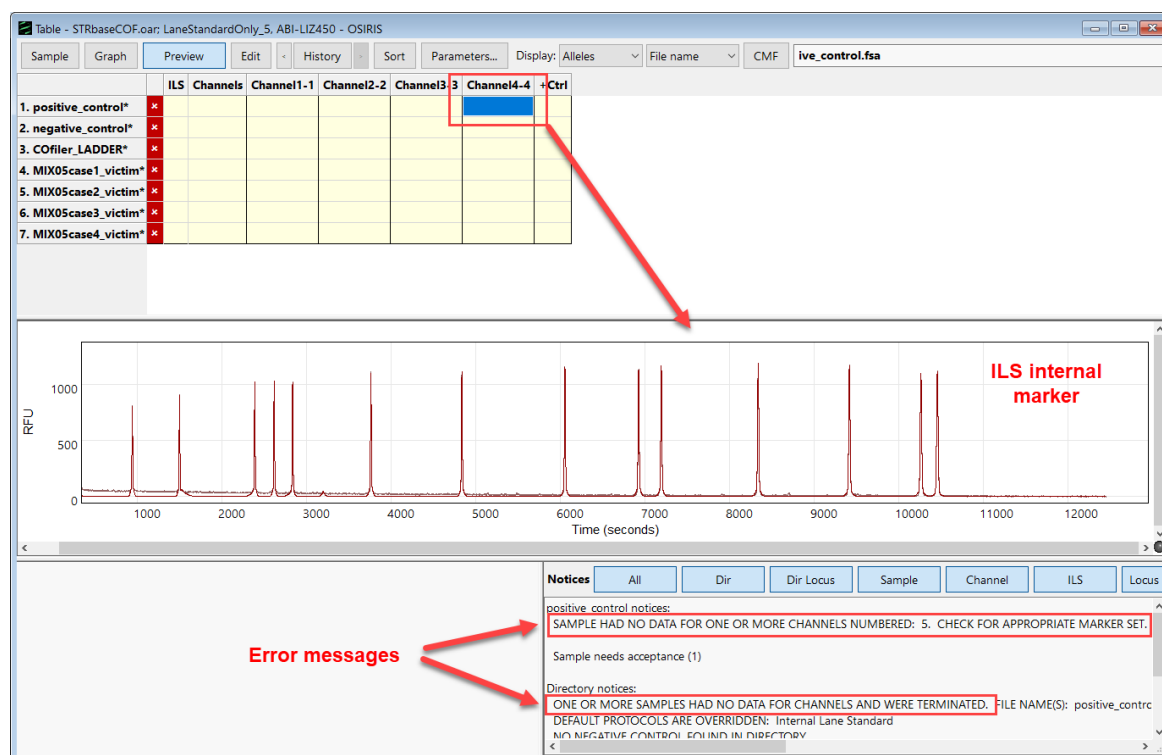 Table - STRbaseCOF.oar; LaneStandardOnly_5, ABI-LIZ450 - OSIRIS
Sample Graph Preview Edit < History > Sort Parameters... Display: Alleles File name CMF ive_control.fsa
ILS Channels Channel1-1 Channel2-2 Channel3-3 Channel4-4 +Ctrl
1. positive_control*
2. negative_control*
3. COfiler_LADDER*
4. MIX05case1_victim*
5. MIX05case2_victim*
6. MIX05case3_victim*
7. MIX05case4_victim*
ILS internal
marker
1000
500
0
RFU
1000 2000 3000 4000 5000 6000 7000 8000 9000 10000 11000 12000
Time (seconds)
Notices All Dir Dir Locus Sample Channel ILS Locus
positive_control notices:
SAMPLE HAD NO DATA FOR ONE OR MORE CHANNELS NUMBERED: 5. CHECK FOR APPROPRIATE MARKER SET.
Error messages
Sample needs acceptance (1)
Directory notices:
ONE OR MORE SAMPLES HAD NO DATA FOR CHANNELS AND WERE TERMINATED. FILE NAME(S): positive_contrc
DEFAULT PROTOCOLS ARE OVERRIDDEN: Internal Lane Standard
NO NEGATIVE CONTROL FOUND IN DIRECTORY